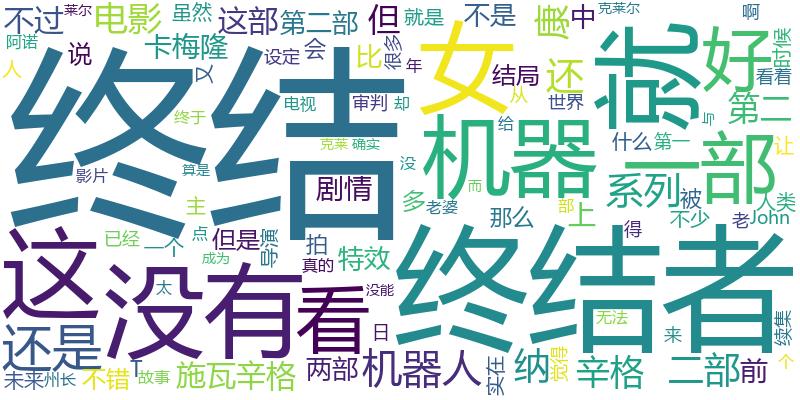 不过
莱尔
电影
虽然
这部
第二部
但
就是
不是
康
中
克莱尔
啊
阿诺
说
卡梅隆
设定
会
比
很多
女
还
就
好
时候
人
又
年
结局
看着
终结
电视
审判
却
从
世界
第二
终于
克莱
确实
给
机器
什么
第一
与
一部
让
影片
算是
剧情
没
多
而
老婆
部
上
系列
被
人类
主
那么
不少
老
John
这
已经
一个
点
但是
导演
拍
得
成为
真的
特效
终结者
没有
看
太
没能
无法
来
续集
还是
日
实在
觉得
个
未来
州长
不错
T
故事
施瓦辛格
两部
机器人
纳
辛格
二部
前